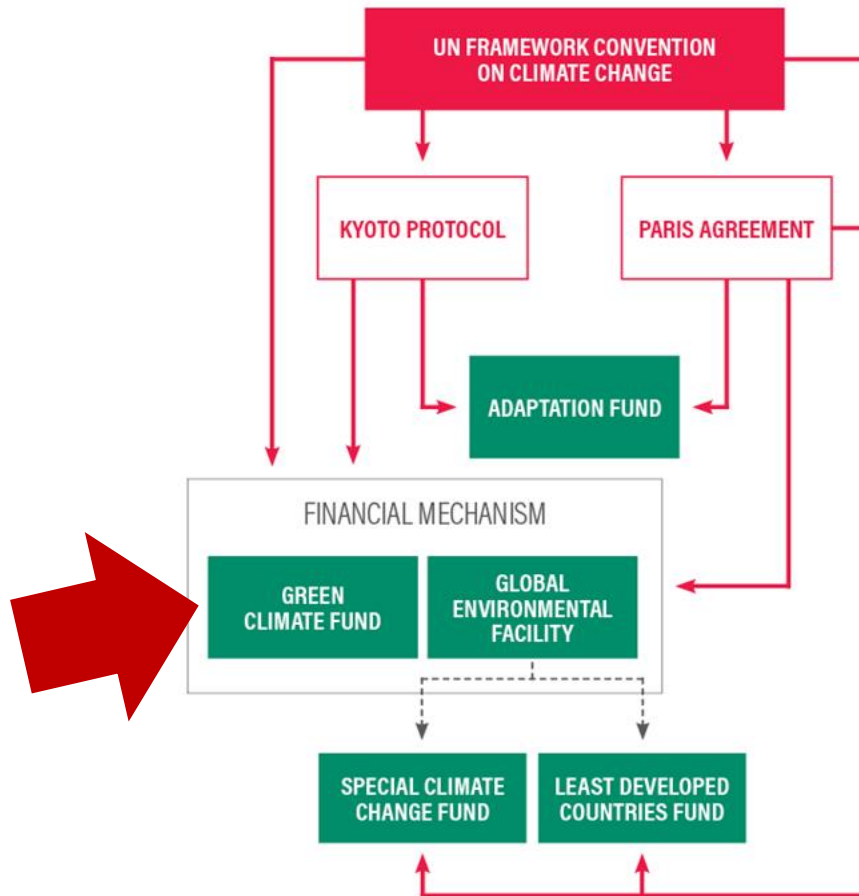 UN FRAMEWORK CONVENTION
ON CLIMATE CHANGE
KYOTO PROTOCOL
PARIS AGREEMENT
ADAPTATION FUND
FINANCIAL MECHANISM
GREEN
CLIMATE FUND
GLOBAL
ENVIRONMENTAL
FACILITY
SPECIAL CLIMATE
CHANGE FUND
LEAST DEVELOPED
COUNTRIES FUND